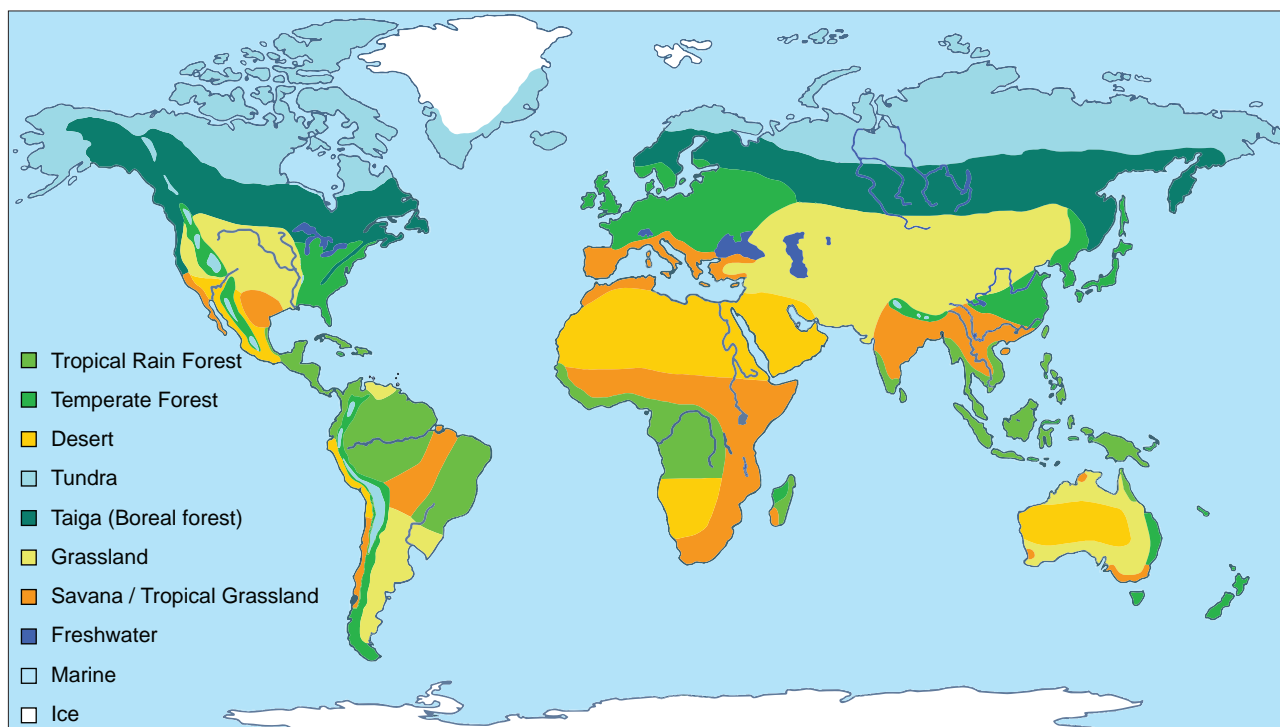 Tropical Rain Forest
Temperate Forest
Desert
Tundra
Taiga (Boreal forest)
Grassland
Savana / Tropical Grassland
Freshwater
Marine
Ice